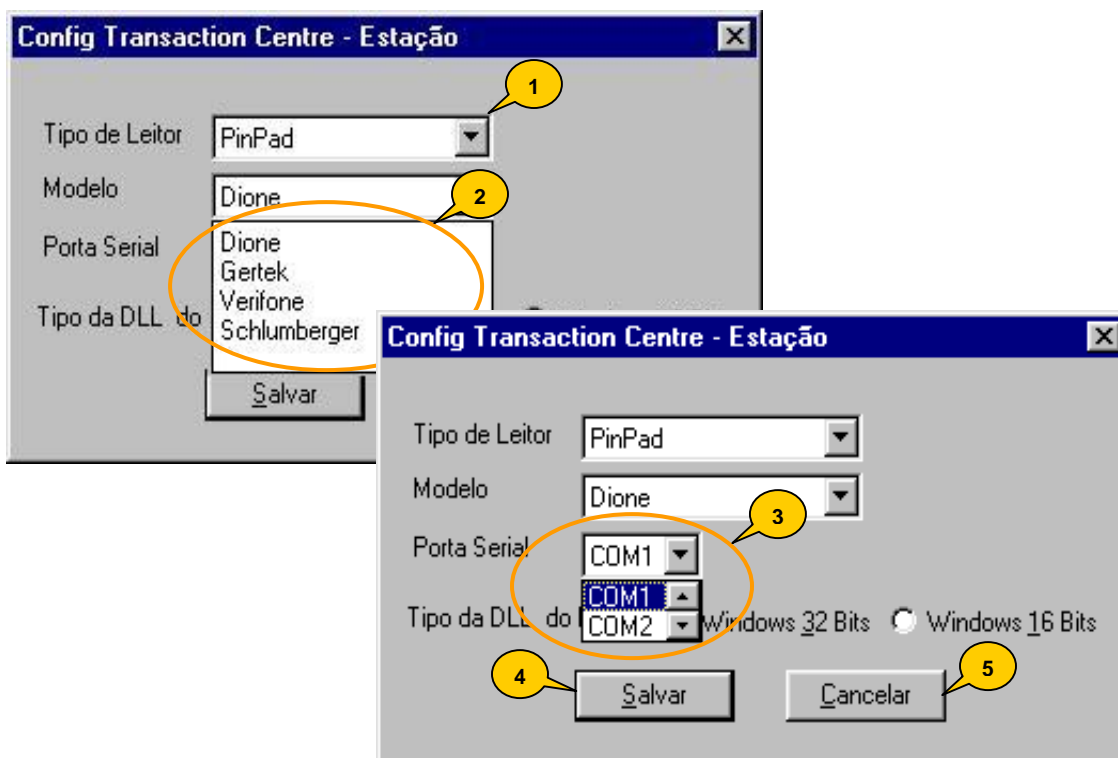 Config Transaction Centre - Estação
1
Tipo de Leitor PinPad
Modelo Dione
2
Porta Serial Dione
Gertek
Verifone
Tipo da DLL do Schlumberger
Salvar
Config Transaction Centre - Estação
Tipo de Leitor PinPad
Modelo Dione
3
Porta Serial COM1
COM1
Tipo da DLL do COM2 Windows 32 Bits Windows 16 Bits
4 Salvar Cancelar 5